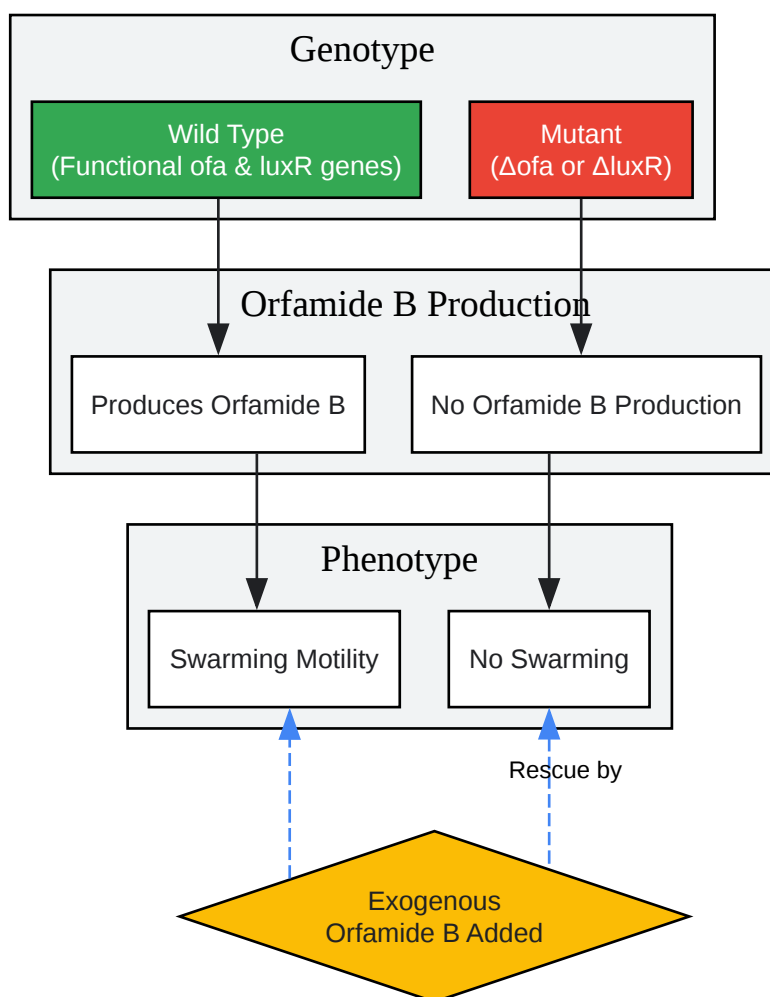 Genotype
Wild Type
(Functional ofa & luxR genes)
Mutant
(Δofa or ΔluxR)
Orfamide B Production
Produces Orfamide B
No Orfamide B Production
Phenotype
Swarming Motility
No Swarming
Rescue by
Exogenous
Orfamide B Added